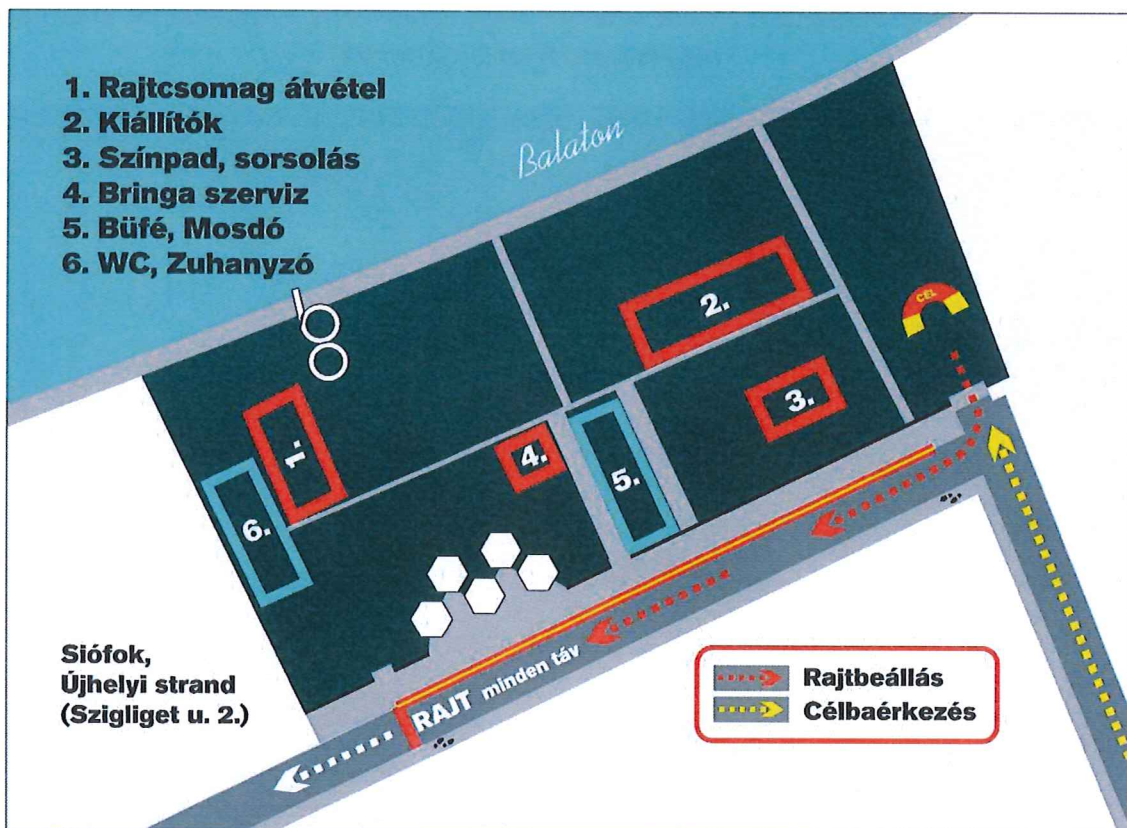 1. Rajtcsomag átvétel
2. Kiállítók
3. Színpad, sorsolás
4. Bringa szerviz
5. Büfé, Mosdó
6. WC, Zuhanyzó
Balaton
CÉL
2.
3.
1.
4.
5.
6.
RAJT minden táv
Siófok,
Újhelyi strand
(Szigliget u. 2.)
Rajtbeállás
Célbaérkezés